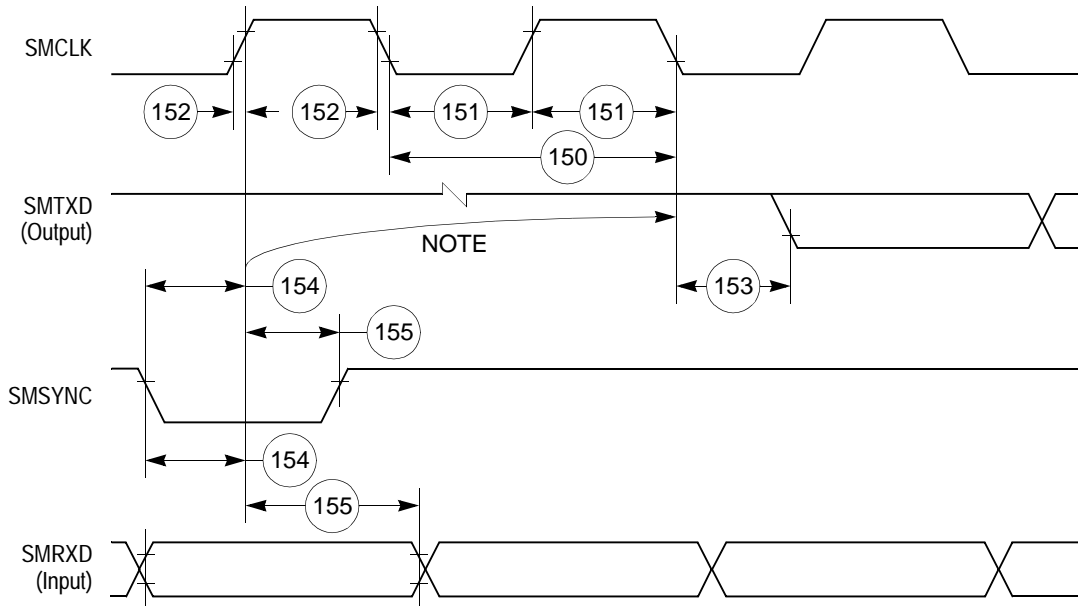 SMCLK
152
152
151
151
150
SMTXD
(Output)
NOTE
154
153
155
SMSYNC
154
155
SMRXD
(Input)